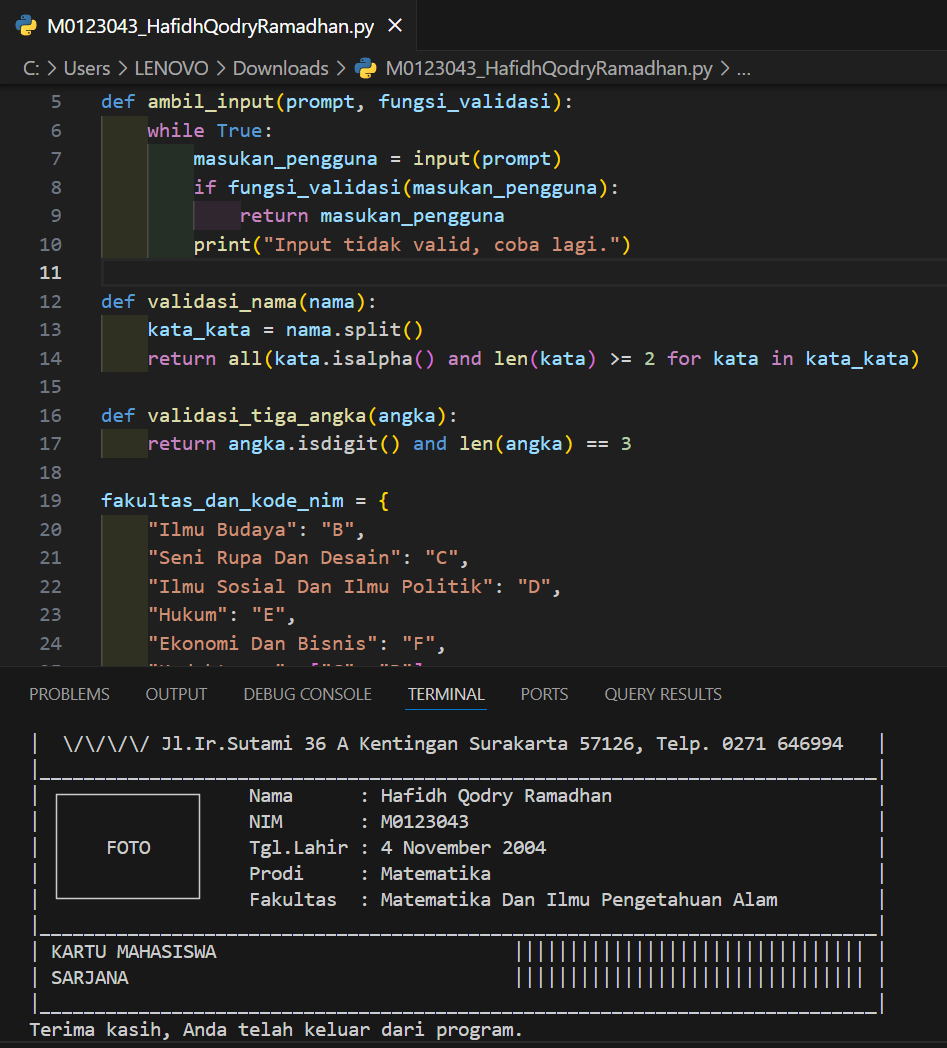 M0123043_HafidhQodryRamadhan.py ×
C: > Users > LENOVO > Downloads > M0123043_HafidhQodryRamadhan.py > ...
5 def ambil_input(prompt, fungsi_validasi):
6 while True:
7 masukan_pengguna = input(prompt)
8 if fungsi_validasi(masukan_pengguna):
9 return masukan_pengguna
10 print("Input tidak valid, coba lagi.")
11
12 def validasi_nama(nama):
13 kata_kata = nama.split()
14 return all(kata.isalpha() and len(kata) >= 2 for kata in kata_kata)
15
16 def validasi_tiga_angka(angka):
17 return angka.isdigit() and len(angka) == 3
18
19 fakultas_dan_kode_nim = {
20 "Ilmu Budaya": "B",
21 "Seni Rupa Dan Desain": "C",
22 "Ilmu Sosial Dan Ilmu Politik": "D",
23 "Hukum": "E",
24 "Ekonomi Dan Bisnis": "F",
PROBLEMS OUTPUT DEBUG CONSOLE TERMINAL PORTS QUERY RESULTS
| \/\/\/\/ Jl.Ir.Sutami 36 A Kentingan Surakarta 57126, Telp. 0271 646994 |
Nama : Hafidh Qodry Ramadhan
NIM : M0123043
FOTO Tgl.Lahir : 4 November 2004
Prodi : Matematika
Fakultas : Matematika Dan Ilmu Pengetahuan Alam
KARTU MAHASISWA
SARJANA
Terima kasih, Anda telah keluar dari program.